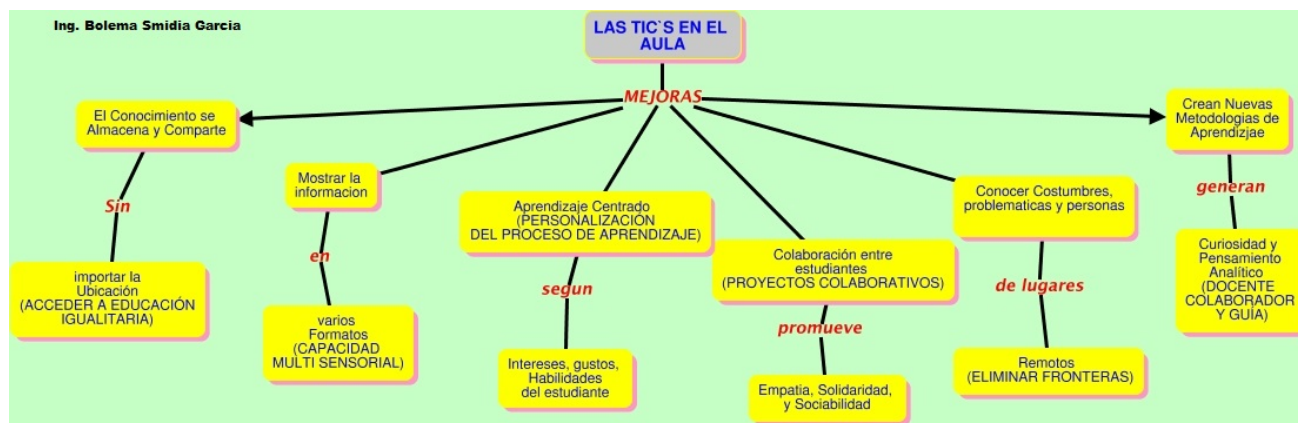 Ing. Bolema Smidia Garcia
LAS TIC`S EN EL
AULA
MEJORAS
El Conocimiento se
Almacena y Comparte
Sin
importar la
Ubicación
(ACCEDER A EDUCACIÓN
IGUALITARIA)
Mostrar la
informacion
en
varios
Formatos
(CAPACIDAD
MULTI SENSORIAL)
Aprendizaje Centrado
(PERSONALIZACIÓN
DEL PROCESO DE APRENDIZAJE)
segun
Intereses, gustos,
Habilidades
del estudiante
Colaboración entre
estudiantes
(PROYECTOS COLABORATIVOS)
promueve
Empatia, Solidaridad,
y Sociabilidad
Conocer Costumbres,
problematicas y personas
de lugares
Remotos
(ELIMINAR FRONTERAS)
Crean Nuevas
Metodologias de
Aprendizjae
generan
Curiosidad y
Pensamiento
Analítico
(DOCENTE
COLABORADOR
Y GUÍA)